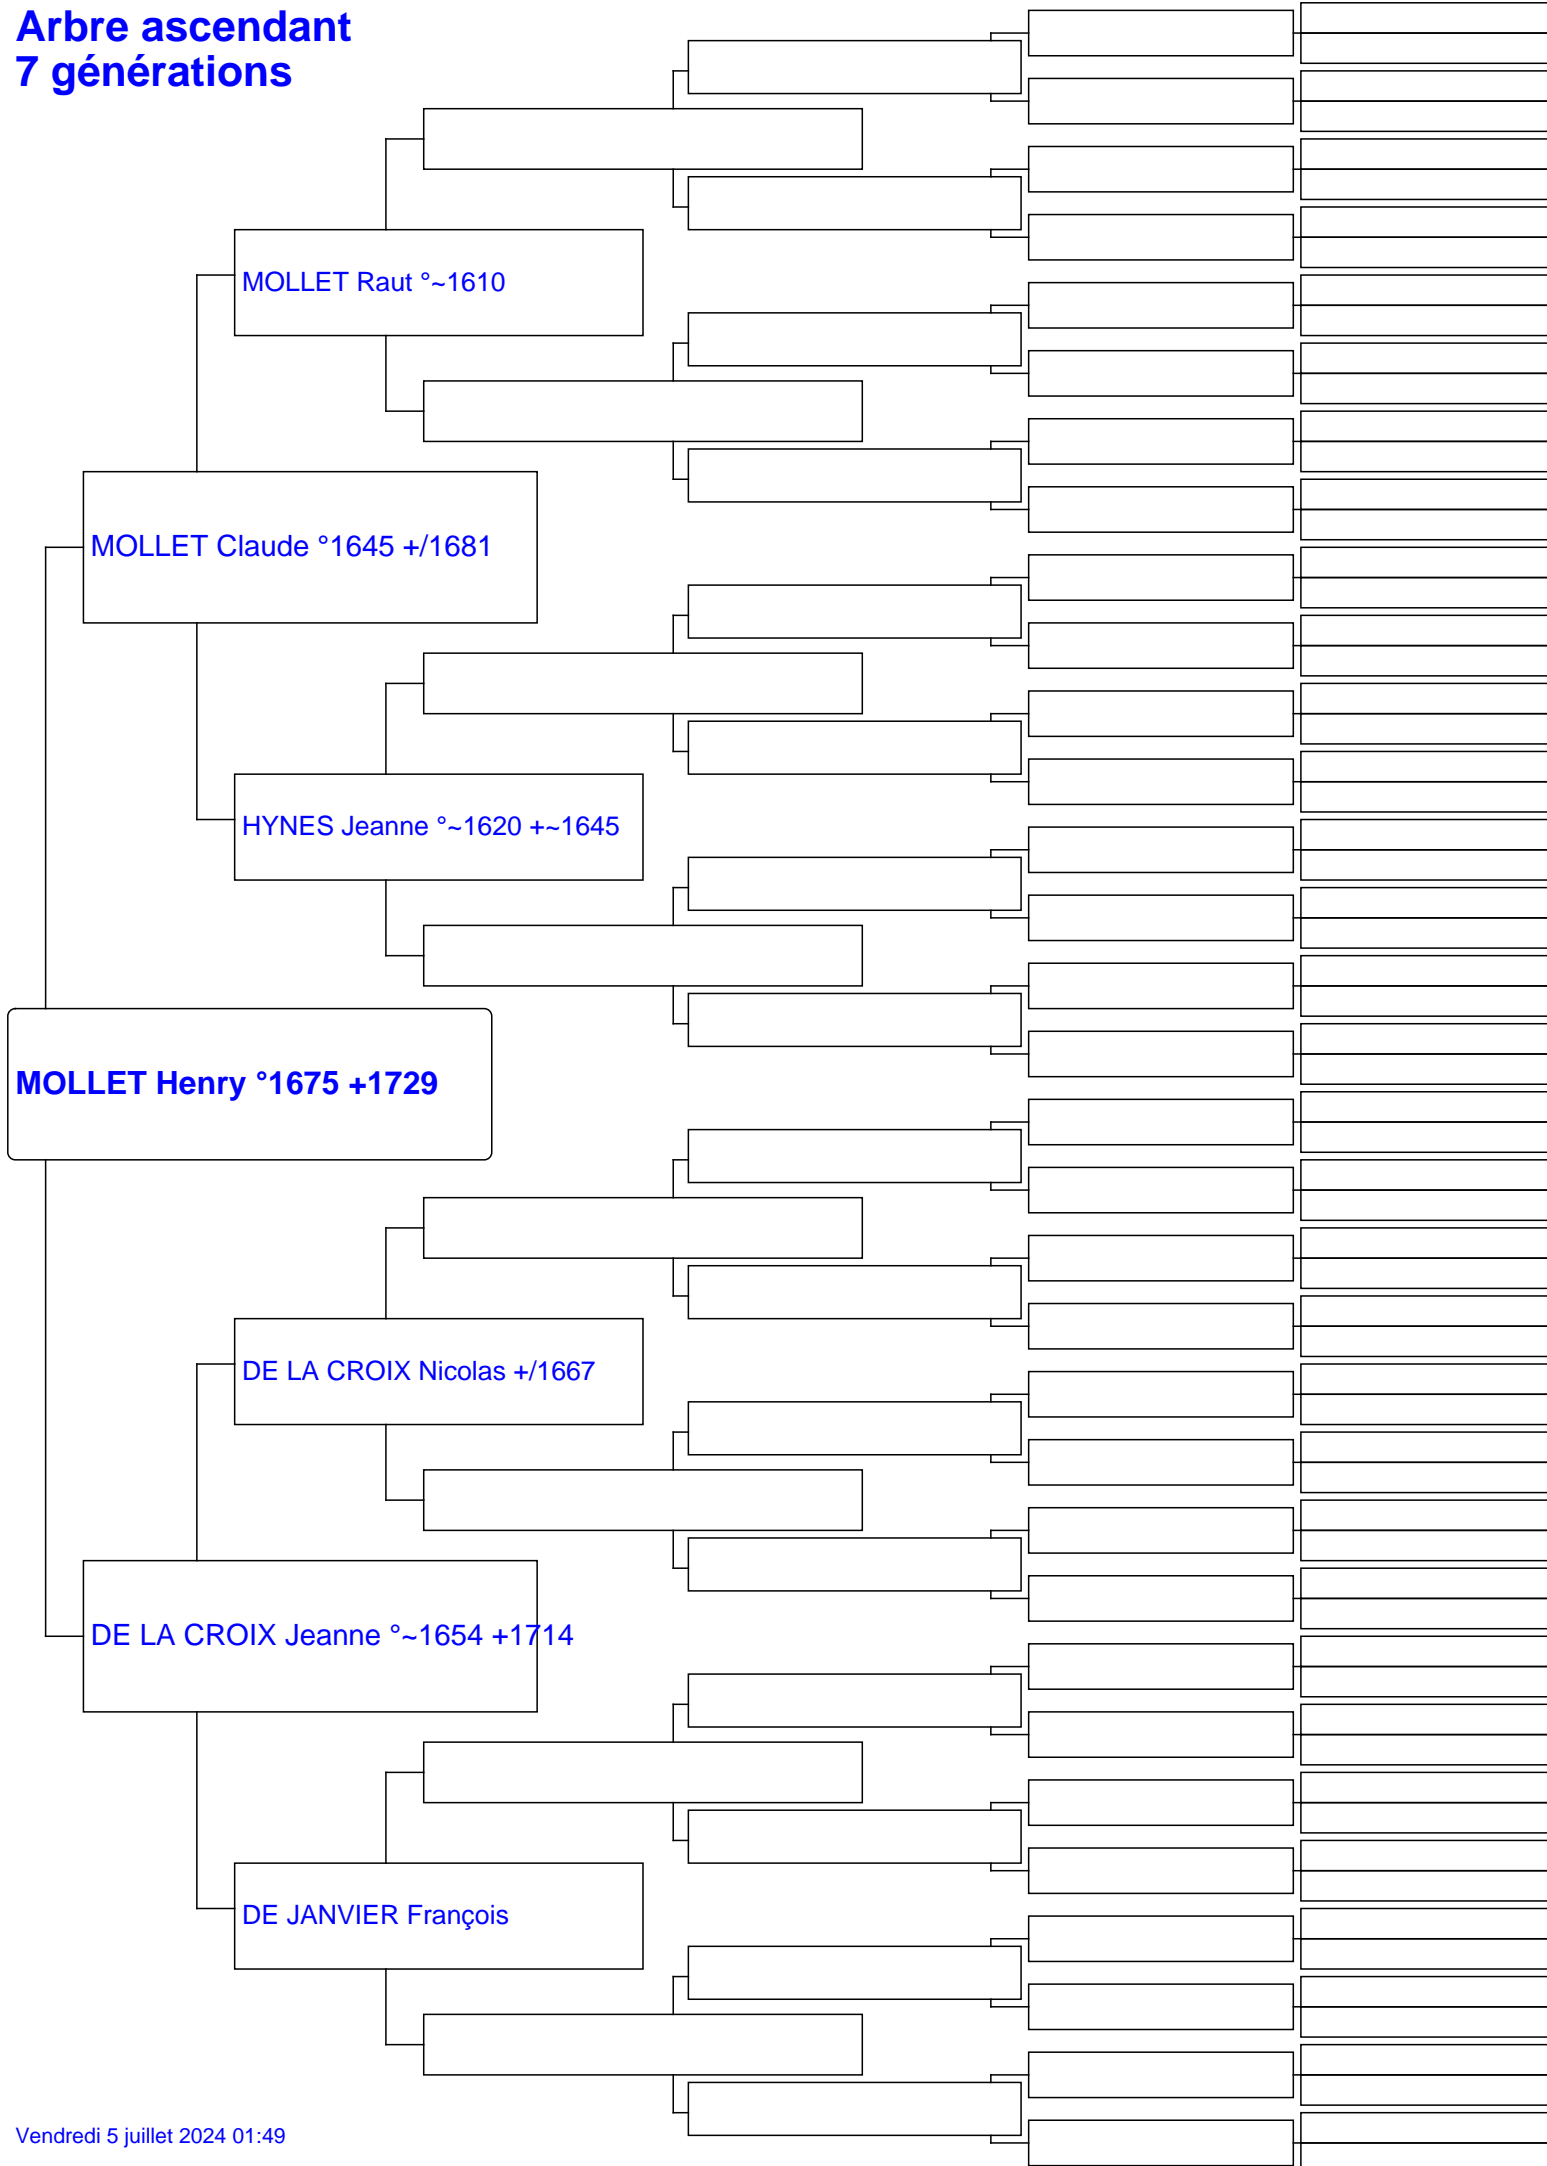 Arbre ascendant
7 générations
MOLLET Raut °~1610
MOLLET Claude °1645 +/1681
HYNES Jeanne °~1620 +~1645
MOLLET Henry °1675 +1729
DE LA CROIX Nicolas +/1667
DE LA CROIX Jeanne °~1654 +1714
DE JANVIER François
Vendredi 5 juillet 2024 01:49